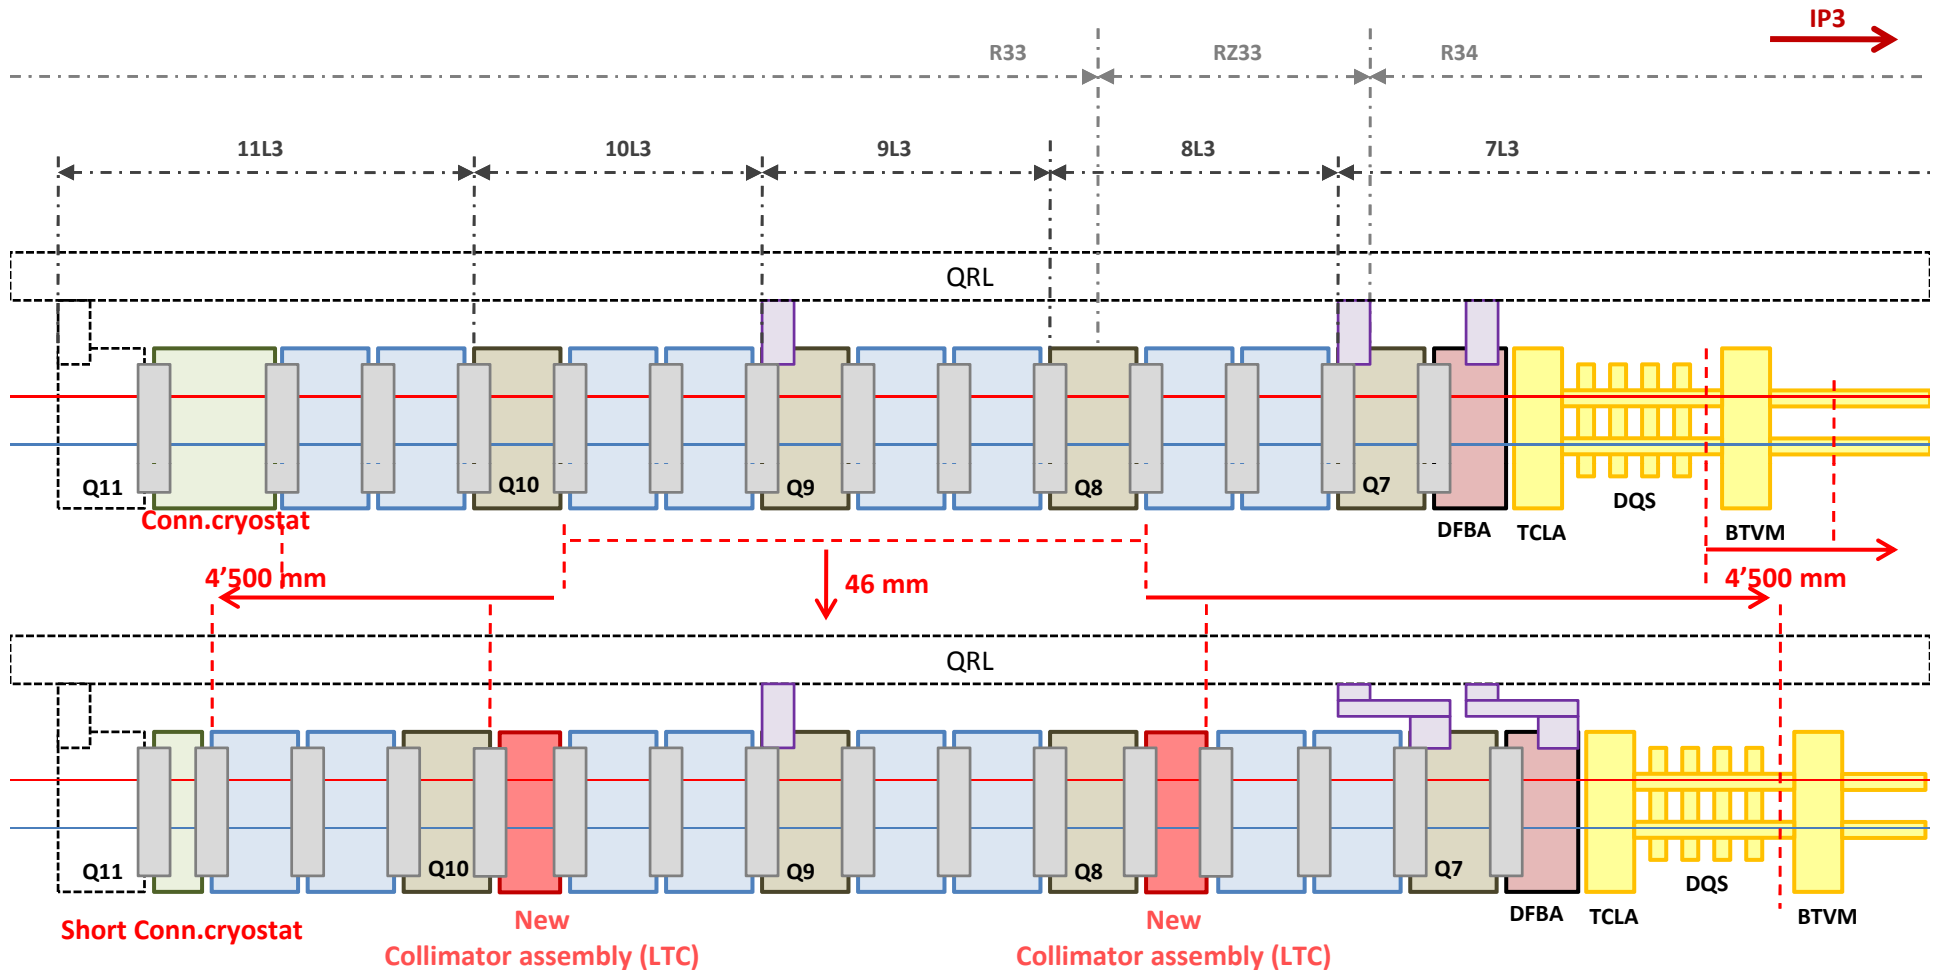 IP3
R33 RZ33 R34
11L3 10L3 9L3 8L3 7L3
QRL
Q11 Q10 Q9 Q8 Q7
DFBA TCLA DQS BTVM
Conn.cryostat
4’500 mm 46 mm 4’500 mm
QRL
Q11 Q10 Q9 Q8 Q7
DFBA TCLA DQS BTVM
Short Conn.cryostat
New
Collimator assembly (LTC)
New
Collimator assembly (LTC)